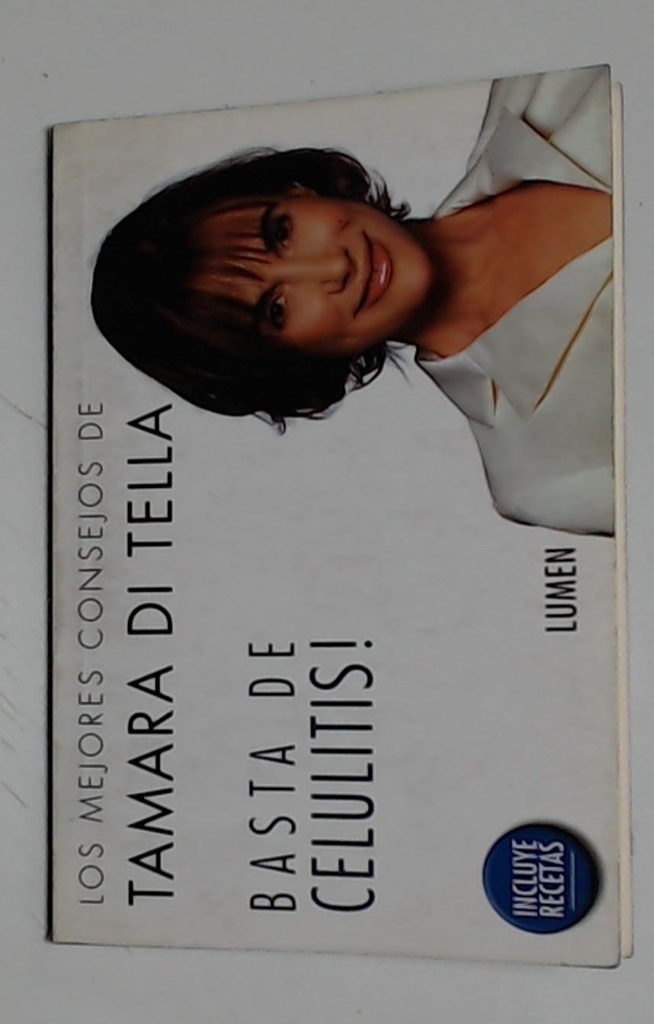 LOS MEJORES CONSEJOS DE
TAMARA DI TELLA
BASTA DE
CELULITIS!
INCLUYE
RECETAS
LUMEN